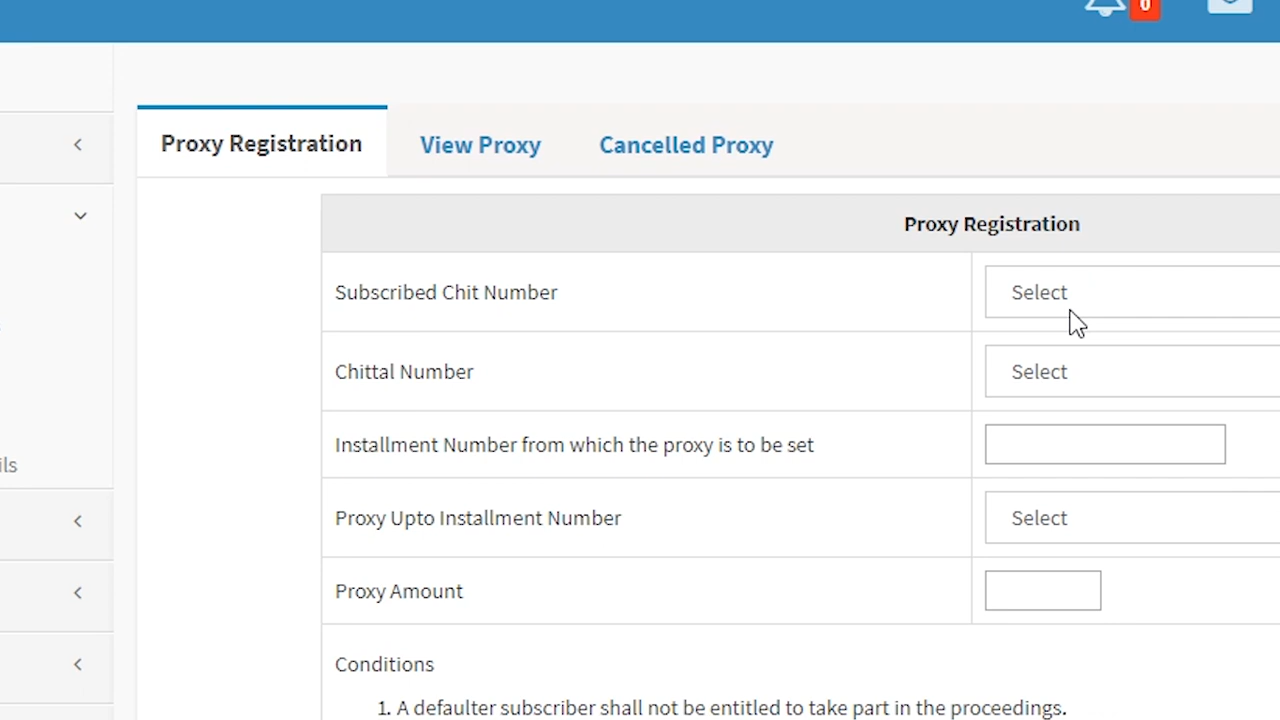 0
Proxy Registration View Proxy Cancelled Proxy
Proxy Registration
Subscribed Chit Number Select
Chittal Number Select
Installment Number from which the proxy is to be set
ils
Proxy Upto Installment Number Select
Proxy Amount
Conditions
1. A defaulter subscriber shall not be entitled to take part in the proceedings.